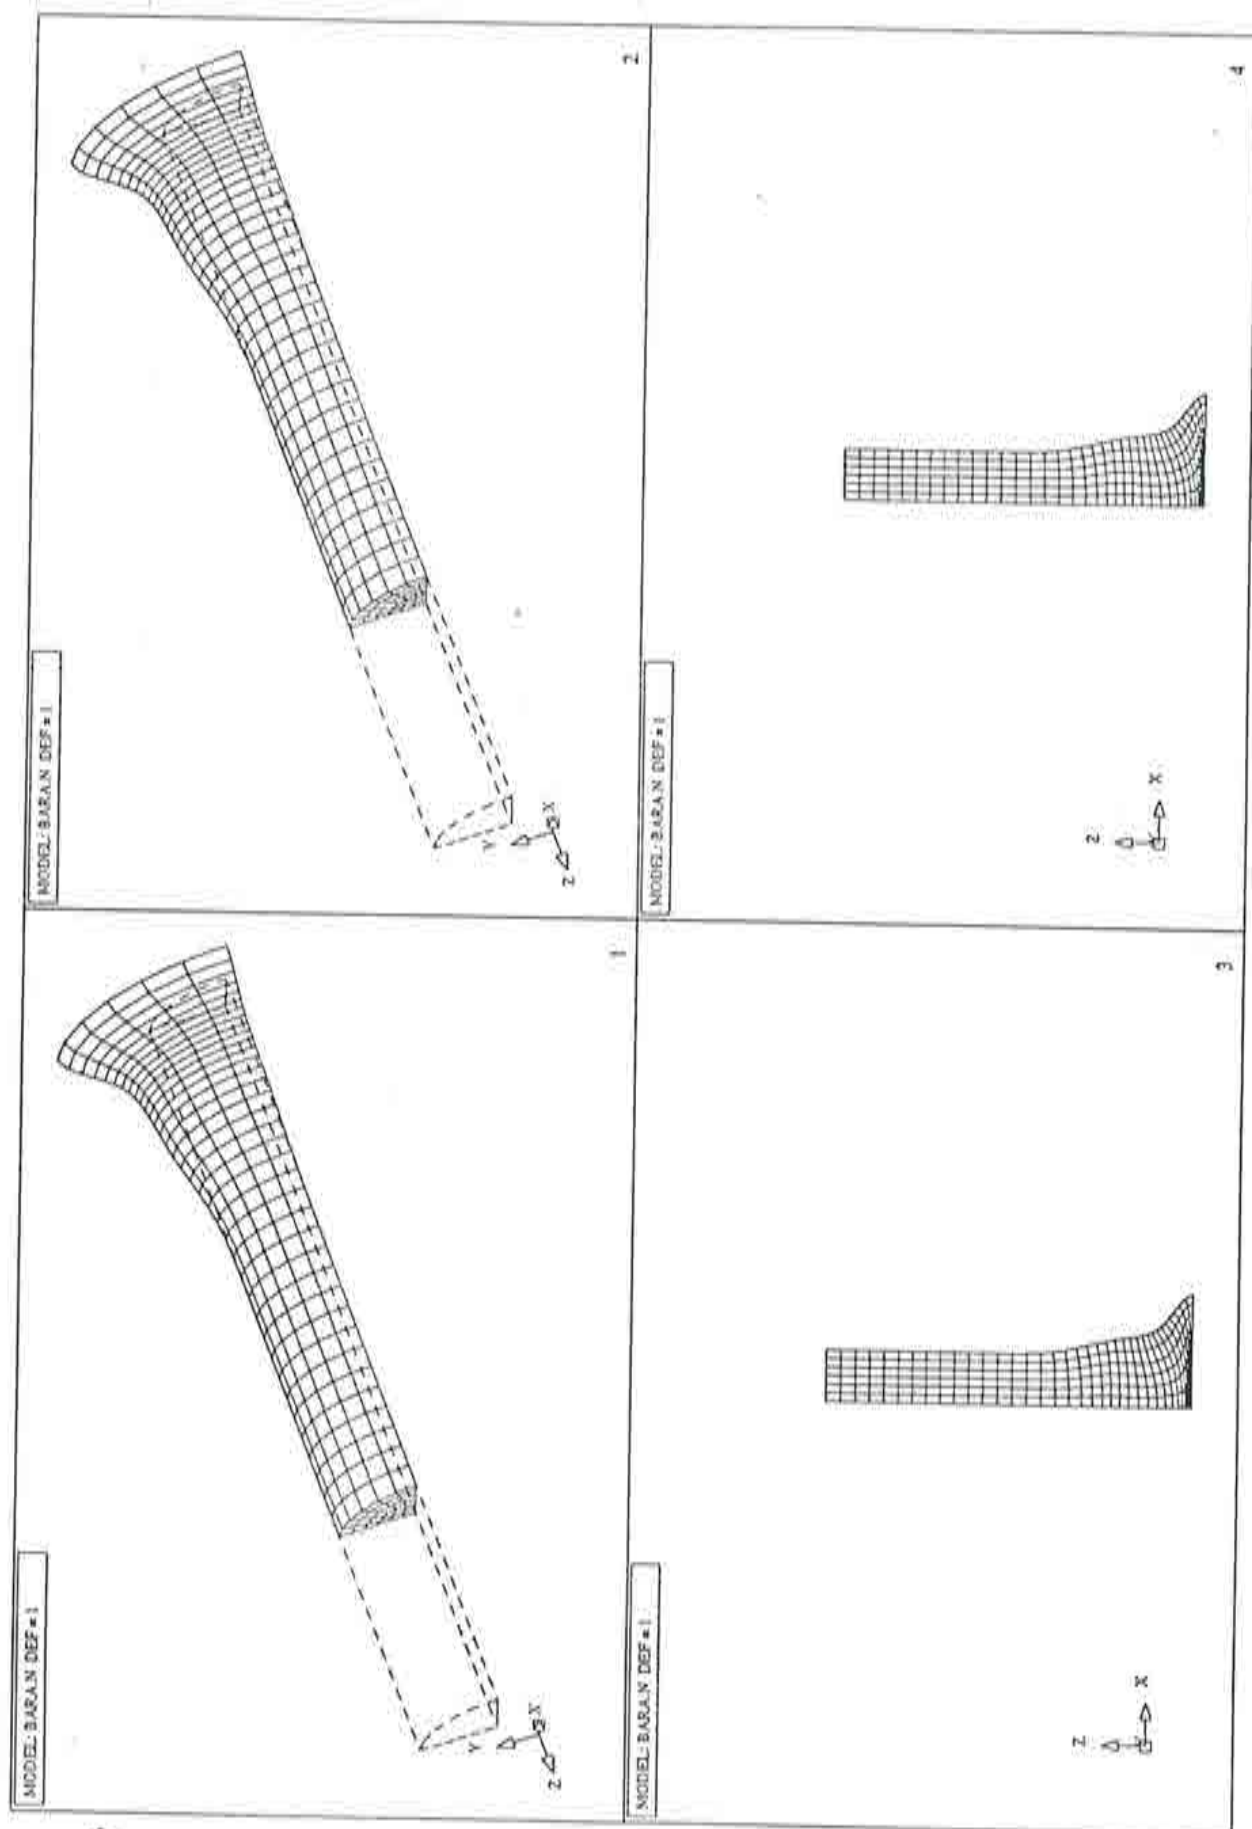 MODEL: BARAN DEF = 1
Y
X
Z
1
MODEL: BARAN DEF = 1
Y
X
Z
2
MODEL: BARAN DEF = 1
Z
X
3
MODEL: BARAN DEF = 1
Z
X
4